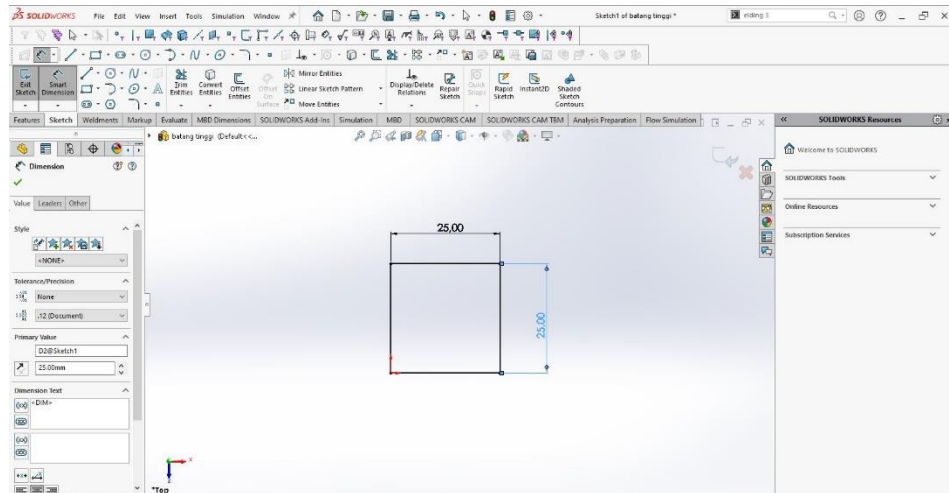 SOLIDWORKS File Edit View Insert Tools Simulation Window Sketch1 of batang tinggi * elding 3
Exit Sketch
Smart Dimension
Trim Entities
Convert Entities
Offset Entities
Offset On Surface
Mirror Entities
Linear Sketch Pattern
Move Entities
Display/Delete Relations
Repair Sketch
Quick Snaps
Rapid Sketch
Instant2D
Shaded Sketch Contours
Features Sketch Weldments Markup Evaluate MBD Dimensions SOLIDWORKS Add-Ins Simulation MBD SOLIDWORKS CAM SOLIDWORKS CAM TBM Analysis Preparation Flow Simulation
SOLIDWORKS Resources
batang tinggi (Default<<...
Welcome to SOLIDWORKS
SOLIDWORKS Tools
Online Resources
Subscription Services
Dimension
Value Leaders Other
Style
<NONE>
Tolerance/Precision
None
.12 (Document)
Primary Value
D2@Sketch1
25.00mm
Dimension Text
<DIM>
25,00
25,00
x
*Top